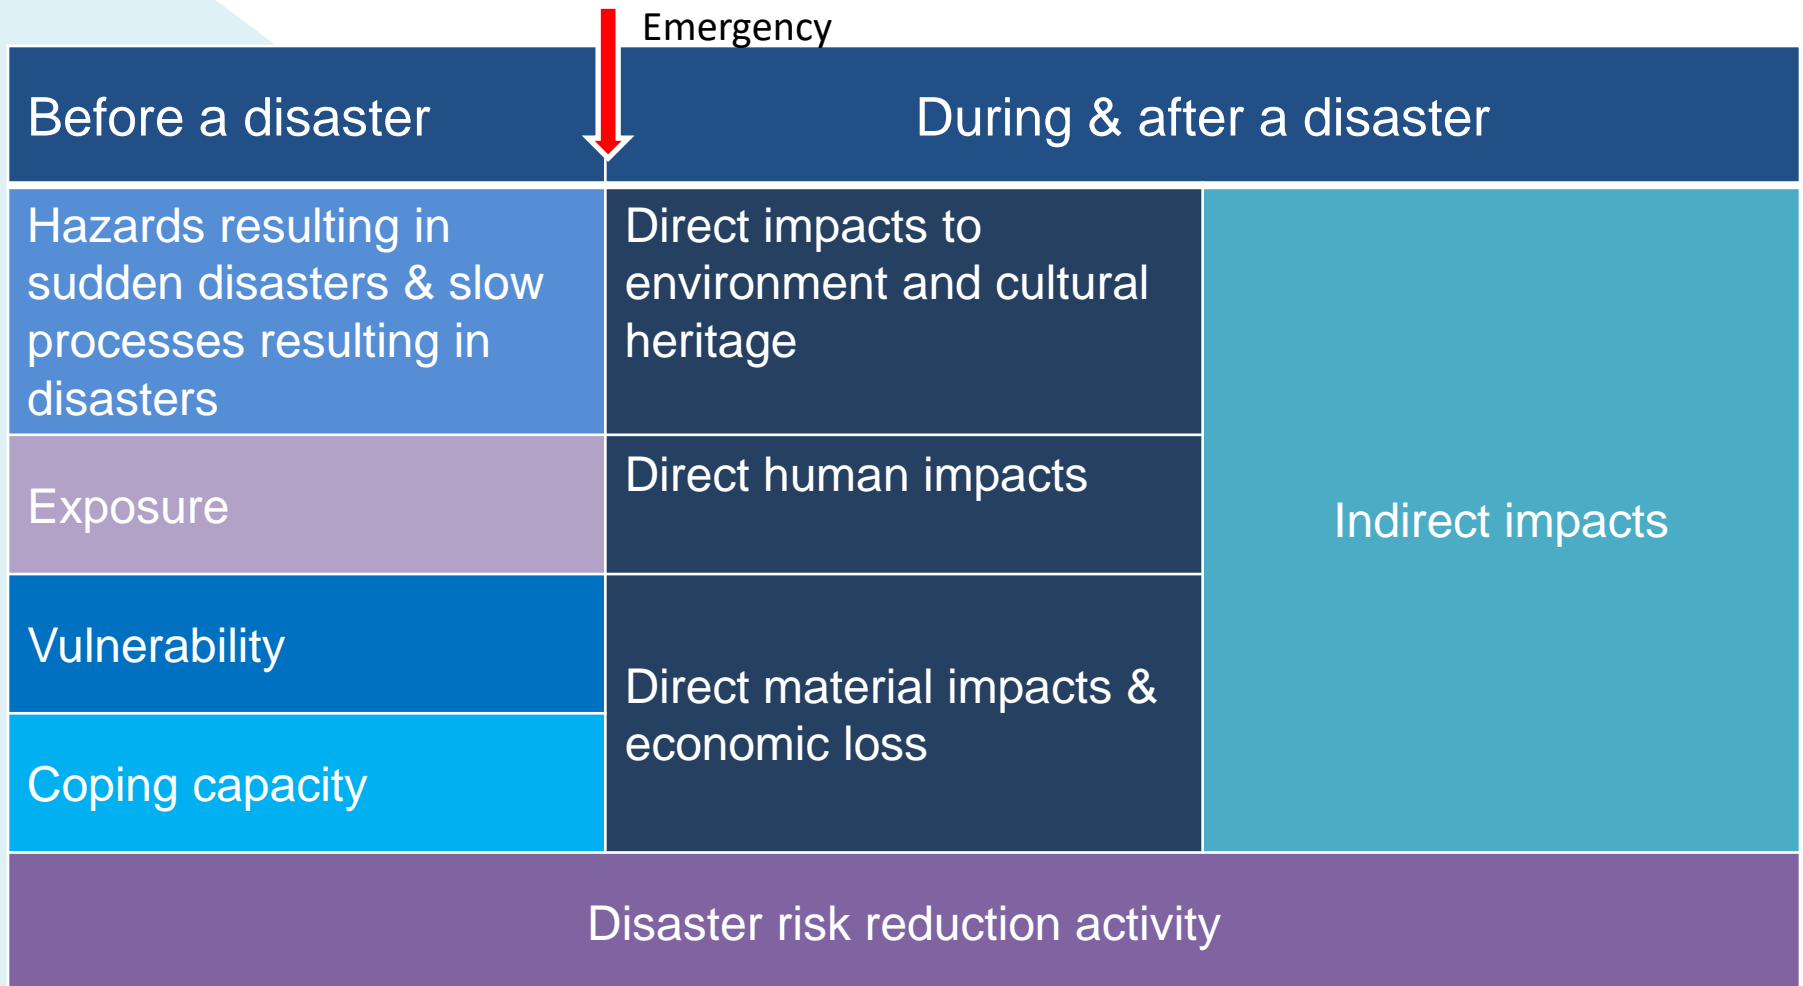 Emergency
Before a disaster
During & after a disaster
Hazards resulting in
sudden disasters & slow
processes resulting in
disasters
Direct impacts to
environment and cultural
heritage
Indirect impacts
Exposure
Direct human impacts
Vulnerability
Direct material impacts &
economic loss
Coping capacity
Disaster risk reduction activity